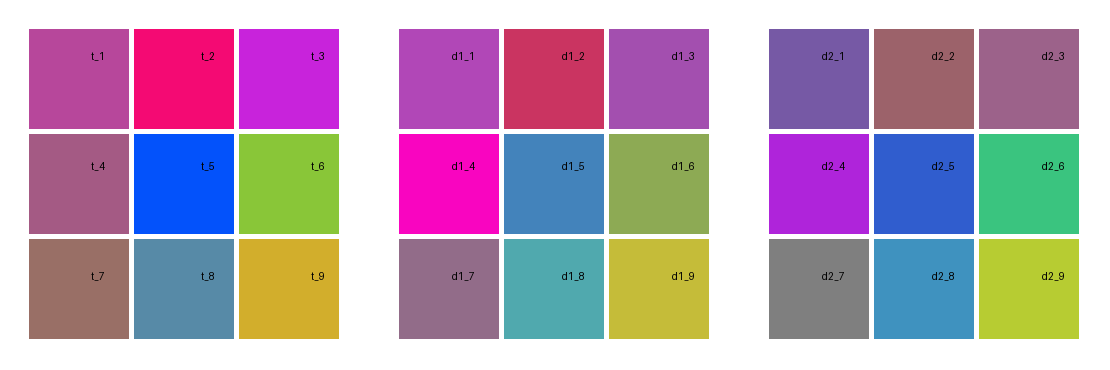 t_1 t_2 t_3 d1_1 d1_2 d1_3 d2_1 d2_2 d2_3
t_4 t_5 t_6 d1_4 d1_5 d1_6 d2_4 d2_5 d2_6
t_7 t_8 t_9 d1_7 d1_8 d1_9 d2_7 d2_8 d2_9